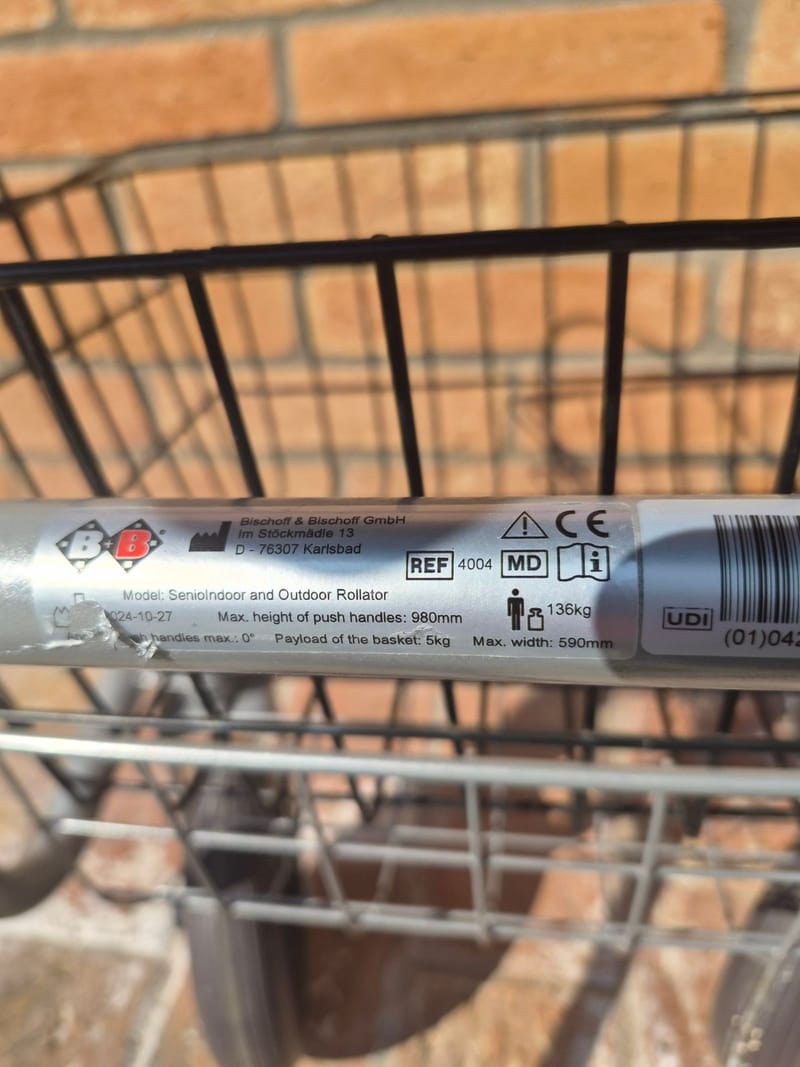 B+B®
Bischoff & Bischoff GmbH
Im Stöckmädle 13
D - 76307 Karlsbad
REF 4004
CE
MD
i
Model: SenioIndoor and Outdoor Rollator
024-10-27
Max. height of push handles: 980mm
136kg
handles max.: 0°
Payload of the basket: 5kg
Max. width: 590mm
UDI
(01)042